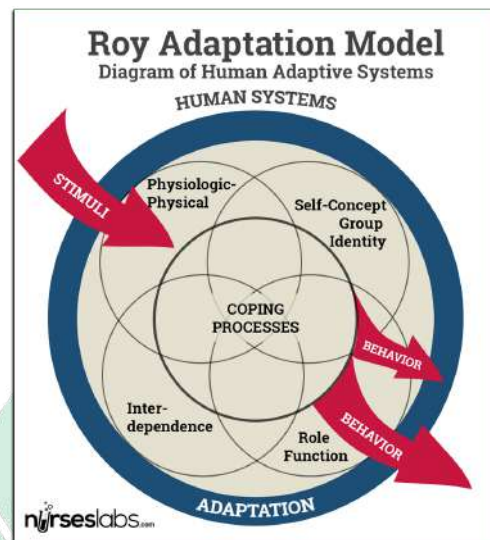 Roy Adaptation Model
Diagram of Human Adaptive Systems
HUMAN SYSTEMS
STIMULI
Physiologic-
Physical
Self-Concept
Group
Identity
COPING
PROCESSES
BEHAVIOR
BEHAVIOR
Inter-
dependence
Role
Function
ADAPTATION
nurseslabs.com